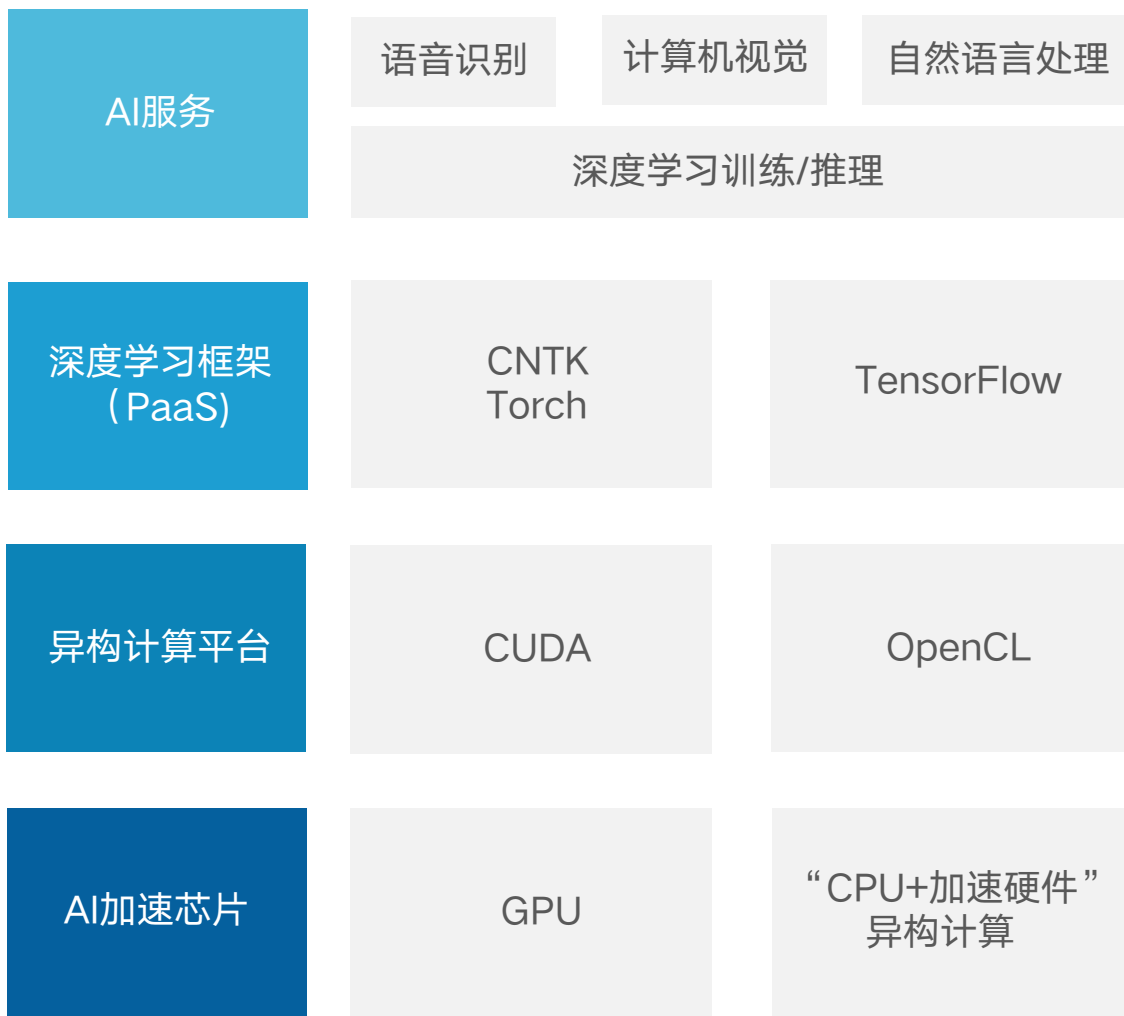 AI服务
语音识别
计算机视觉
自然语言处理
深度学习训练/推理
深度学习框架
（PaaS)
CNTK
Torch
TensorFlow
异构计算平台
CUDA
OpenCL
AI加速芯片
GPU
“CPU+加速硬件”
异构计算